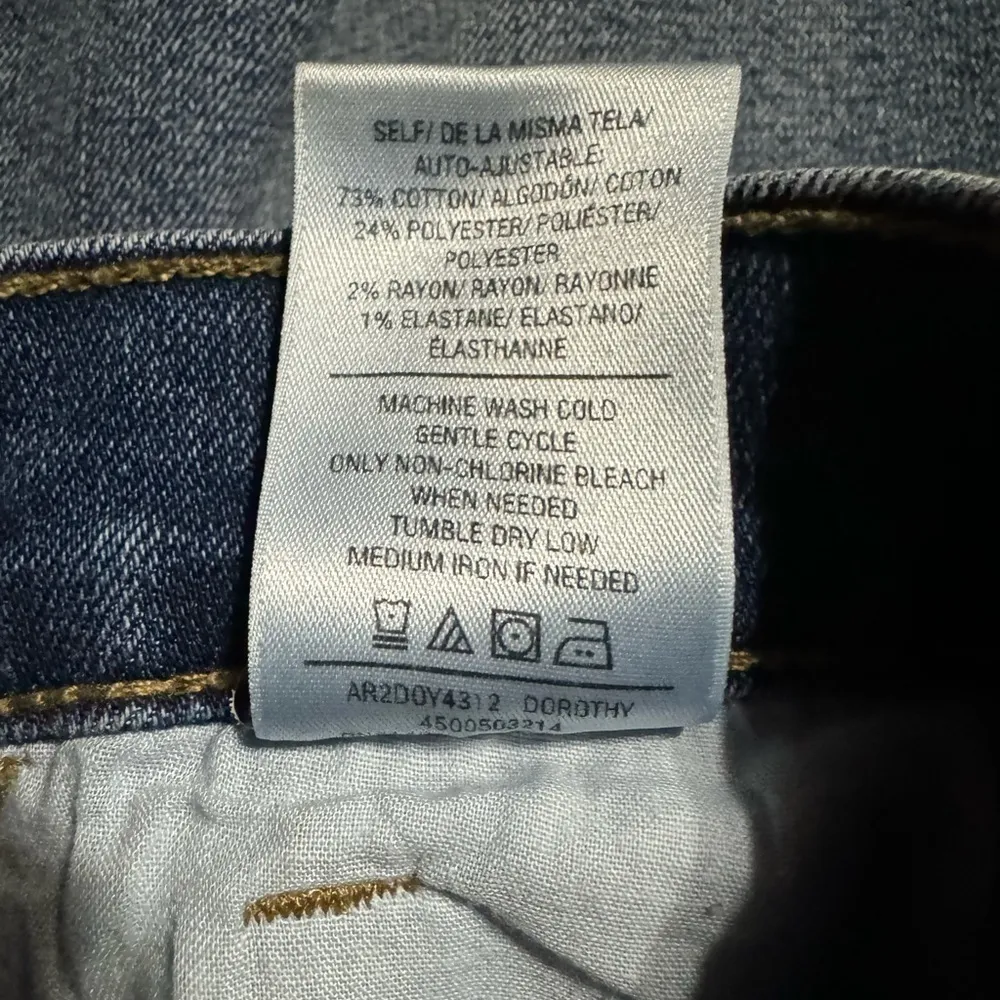 SELF/ DE LA MISMA TELA/
AUTO-AJUSTABLE:
73% COTTON/ ALGODÓN/ COTON
24% POLYESTER/ POLIÉSTER/
POLYESTER
2% RAYON/ RAYON/ RAYONNE
1% ELASTANE/ ELASTANO/
ÉLASTHANNE
MACHINE WASH COLD
GENTLE CYCLE
ONLY NON-CHLORINE BLEACH
WHEN NEEDED
TUMBLE DRY LOW
MEDIUM IRON IF NEEDED
AR2D0Y4312 DOROTHY
4500503214